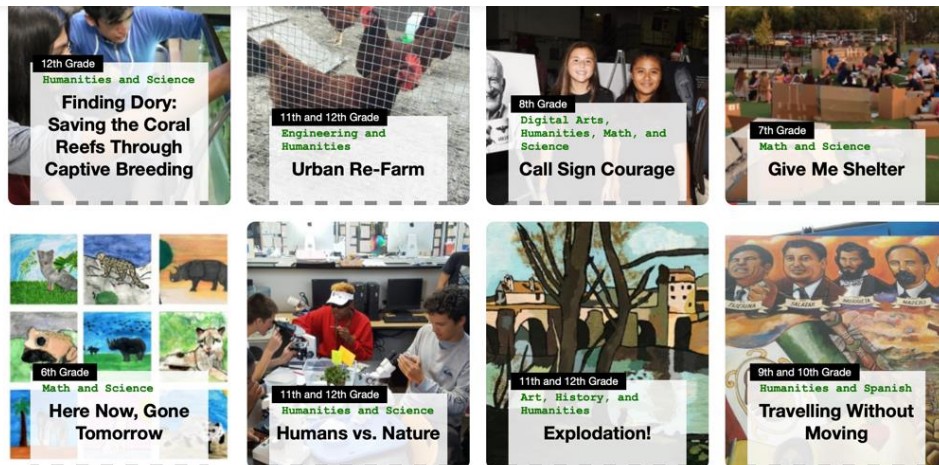 12th Grade
Humanities and Science
Finding Dory:
Saving the Coral
Reefs Through
Captive Breeding
11th and 12th Grade
Engineering and
Humanities
Urban Re-Farm
8th Grade
Digital Arts,
Humanities, Math, and
Science
Call Sign Courage
7th Grade
Math and Science
Give Me Shelter
6th Grade
Math and Science
Here Now, Gone
Tomorrow
11th and 12th Grade
Humanities and Science
Humans vs. Nature
11th and 12th Grade
Art, History, and
Humanities
Explodation!
SALAZAR
9th and 10th Grade
Humanities and Spanish
Travelling Without
Moving